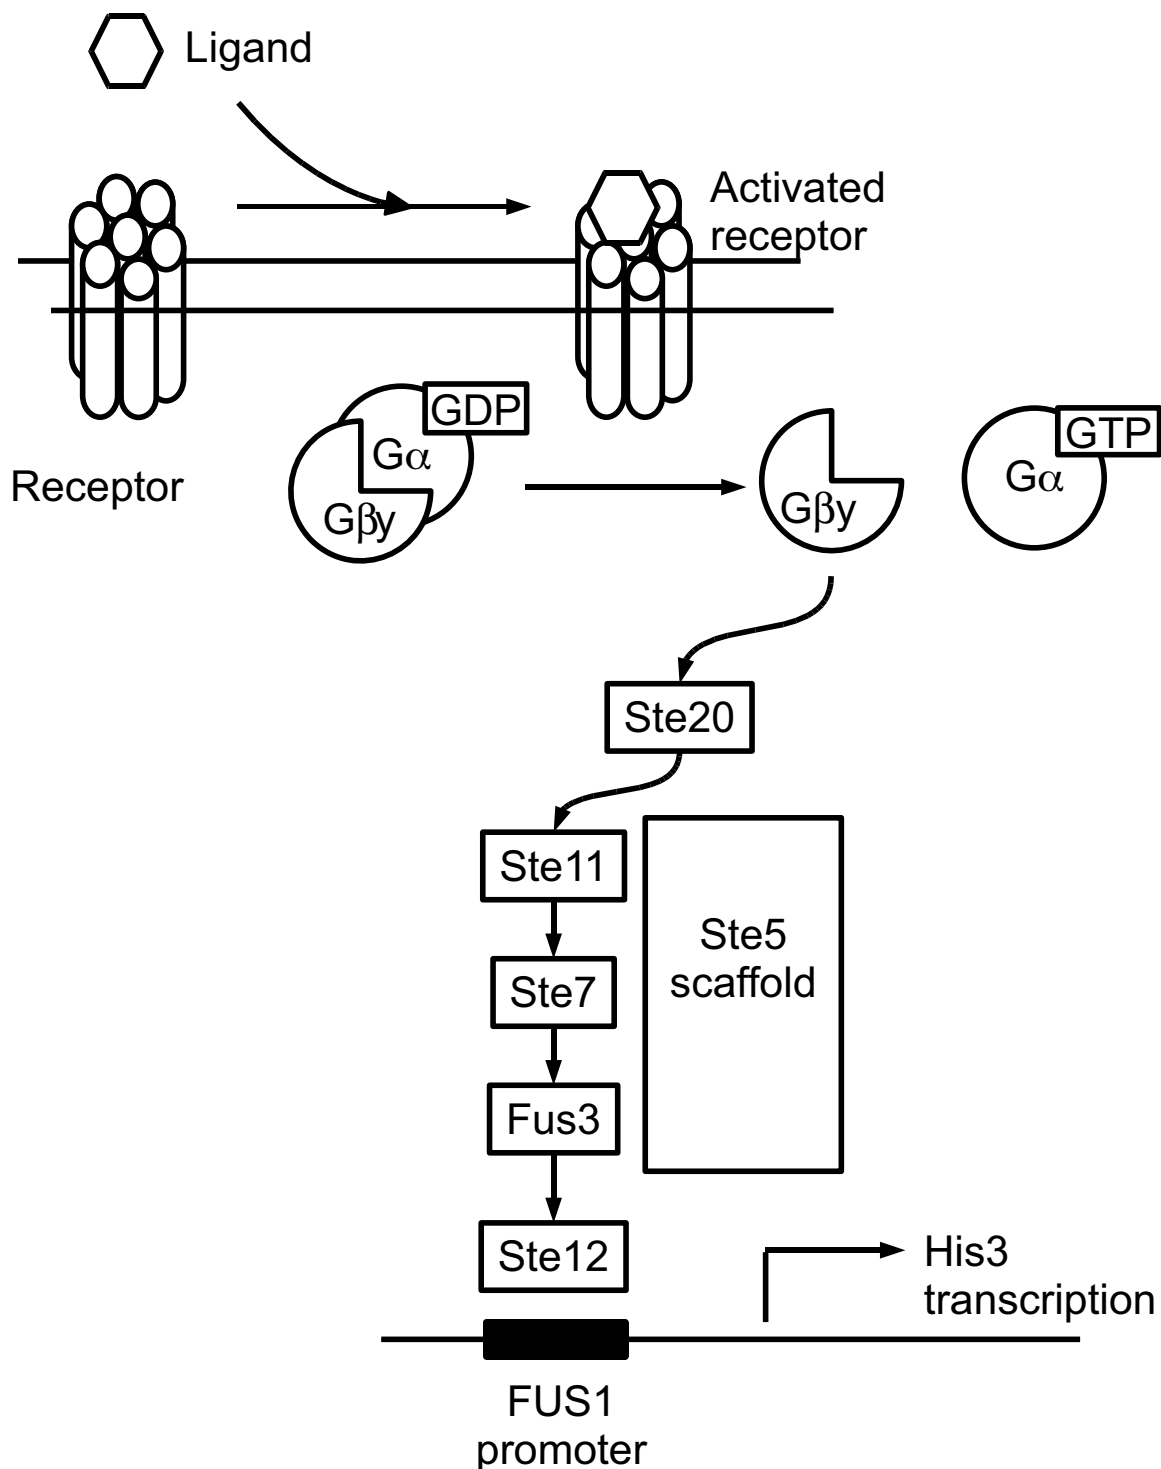 Ligand
Activated
receptor
GDP
Gα
Gβy
Receptor
Gβy
GTP
Gα
Ste20
Ste11
Ste5
scaffold
Ste7
Fus3
Ste12
His3
transcription
FUS1
promoter